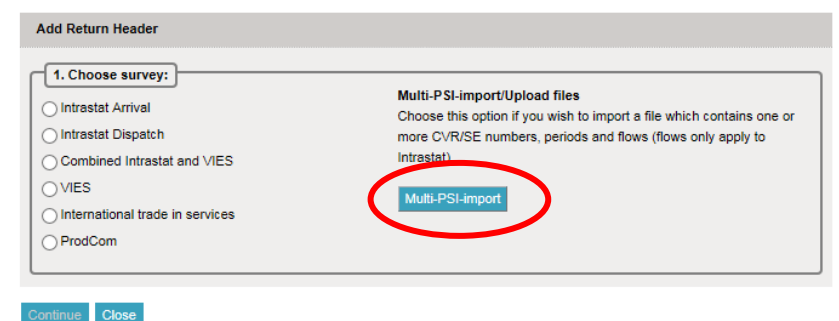 Add Return Header
1. Choose survey:
Intrastat Arrival
Intrastat Dispatch
Combined Intrastat and VIES
VIES
International trade in services
ProdCom
Multi-PSI-import/Upload files
Choose this option if you wish to import a file which contains one or
more CVR/SE numbers, periods and flows (flows only apply to
Intrastat)
Multi-PSI-import
Continue Close